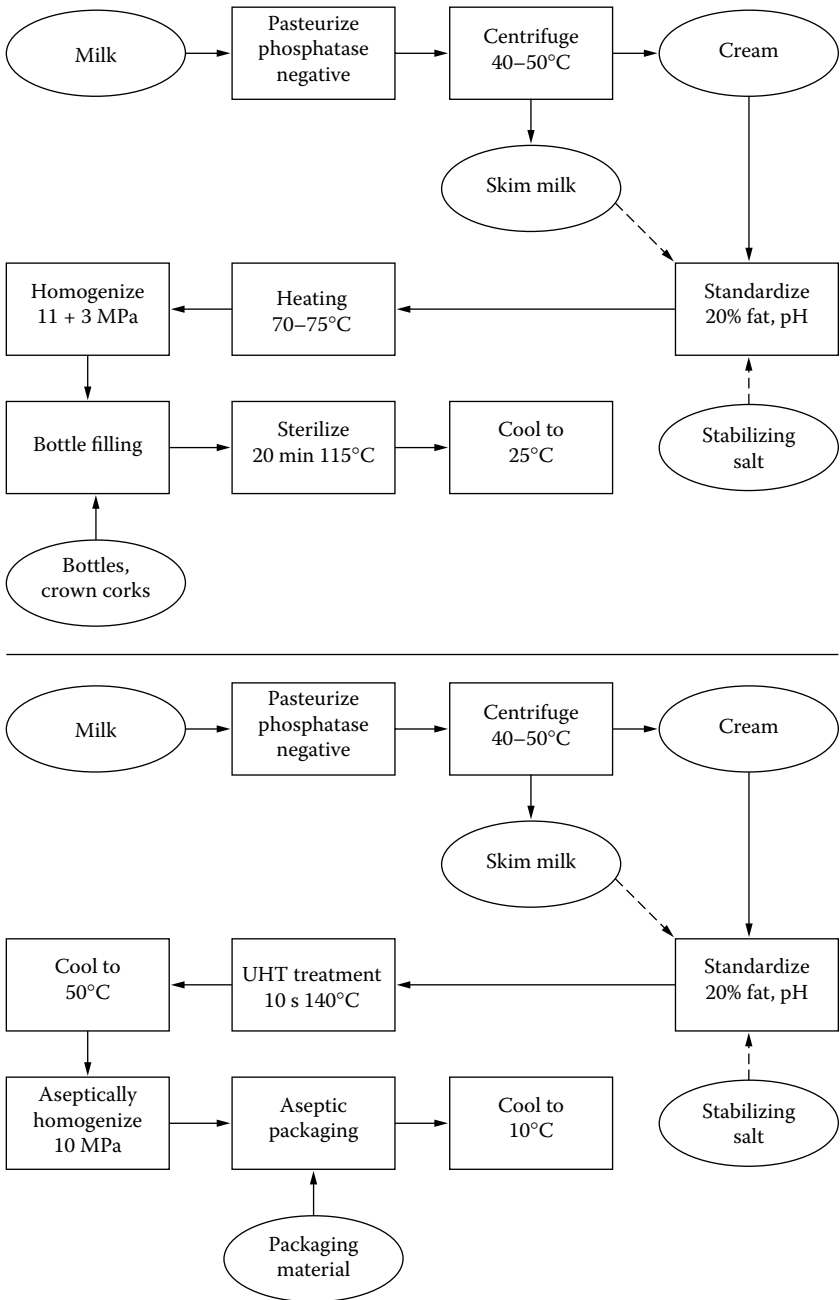 Milk
Pasteurize
phosphatase
negative
Centrifuge
40–50°C
Cream
Skim milk
Homogenize
11 + 3 MPa
Heating
70–75°C
Standardize
20% fat, pH
Bottle filling
Sterilize
20 min 115°C
Cool to
25°C
Stabilizing
salt
Bottles,
crown corks
Milk
Pasteurize
phosphatase
negative
Centrifuge
40–50°C
Cream
Skim milk
Cool to
50°C
UHT treatment
10 s 140°C
Standardize
20% fat, pH
Aseptically
homogenize
10 MPa
Aseptic
packaging
Cool to
10°C
Stabilizing
salt
Packaging
material